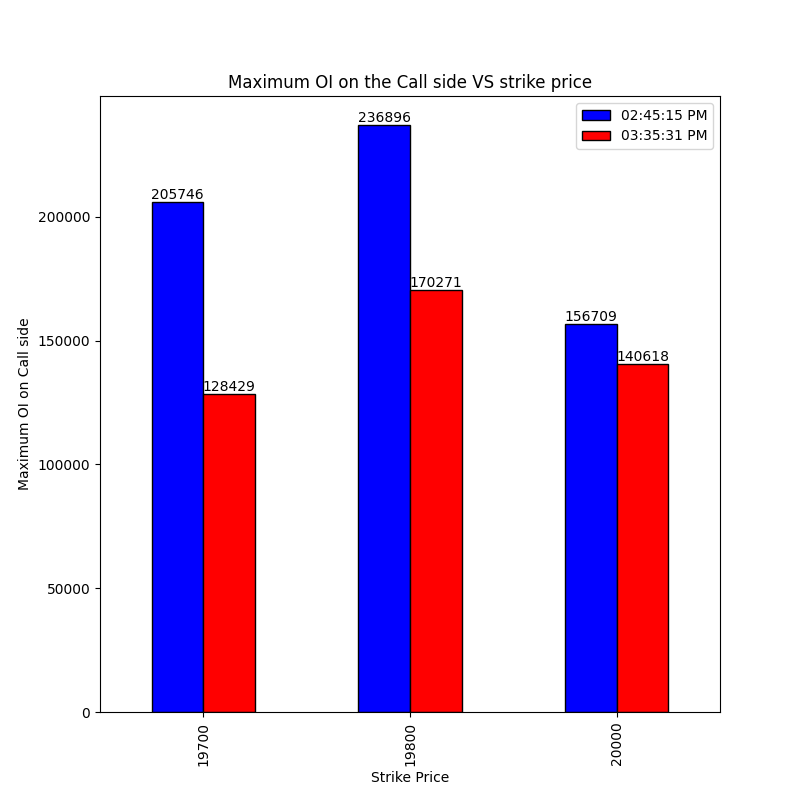 Maximum OI on the Call side VS strike price
02:45:15 PM
03:35:31 PM
236896
205746
170271
156709
140618
128429
200000
150000
100000
50000
0
Maximum OI on Call side
19700
19800
20000
Strike Price